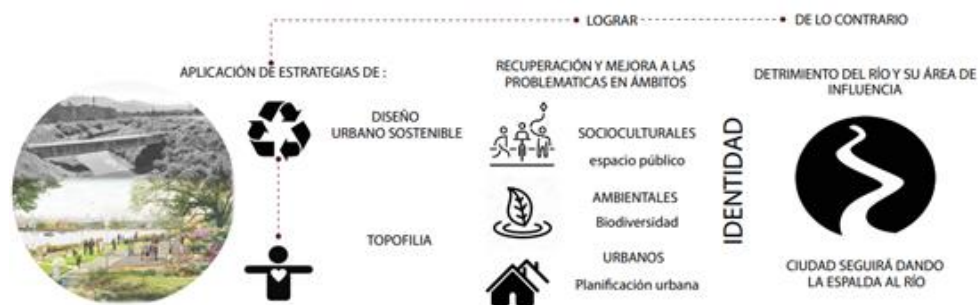 LOGRAR
DE LO CONTRARIO
APLICACIÓN DE ESTRATEGIAS DE :
DISEÑO
URBANO SOSTENIBLE
TOPOFILIA
RECUPERACIÓN Y MEJORA A LAS
PROBLEMATICAS EN ÁMBITOS
SOCIOCULTURALES
espacio público
AMBIENTALES
Biodiversidad
URBANOS
Planificación urbana
IDENTIDAD
DETRIMIENTO DEL RÍO Y SU ÁREA DE
INFLUENCIA
CIUDAD SEGUIRÁ DANDO
LA ESPALDA AL RÍO